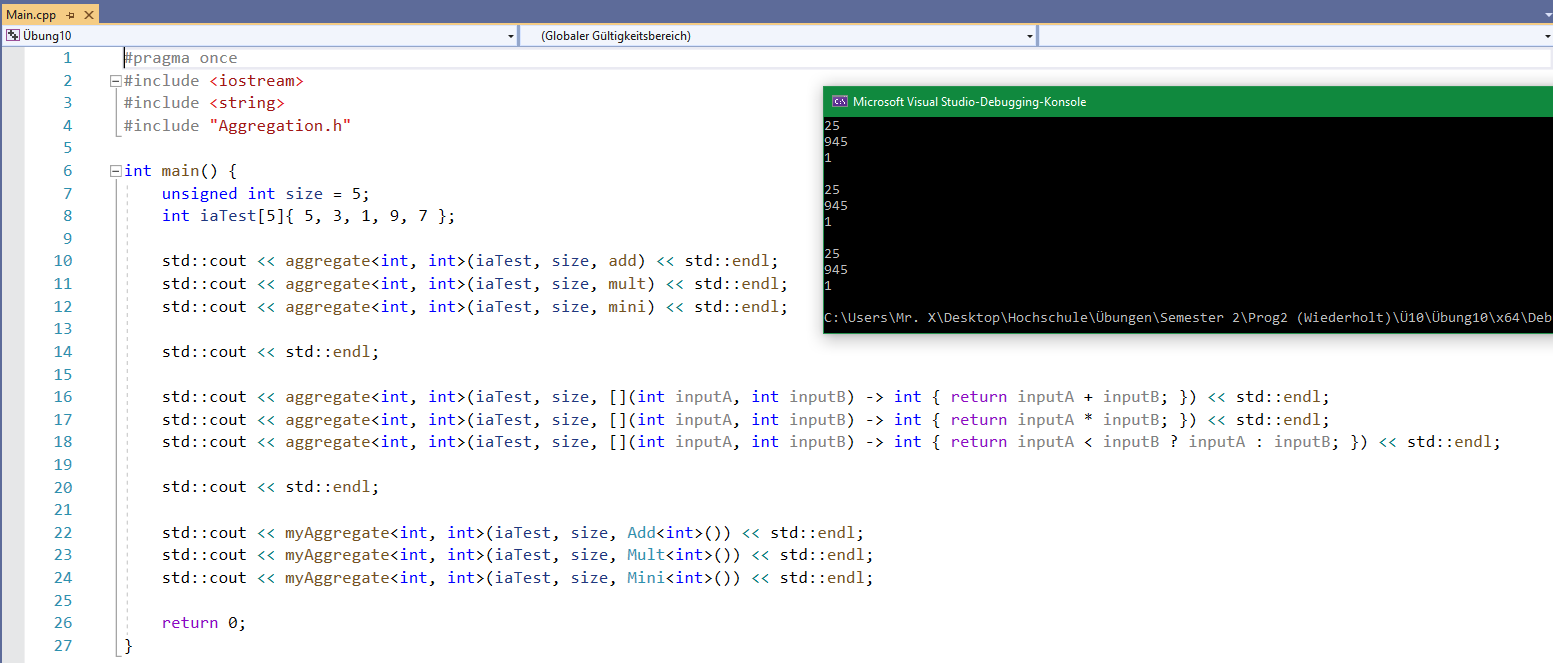 Main.cpp
Übung10
(Globaler Gültigkeitsbereich)
1 #pragma once
2 #include <iostream>
3 #include <string>
4 #include "Aggregation.h"
5
6 int main() {
7     unsigned int size = 5;
8     int iaTest[5]{ 5, 3, 1, 9, 7 };
9
10     std::cout << aggregate<int, int>(iaTest, size, add) << std::endl;
11     std::cout << aggregate<int, int>(iaTest, size, mult) << std::endl;
12     std::cout << aggregate<int, int>(iaTest, size, mini) << std::endl;
13
14     std::cout << std::endl;
15
16     std::cout << aggregate<int, int>(iaTest, size, [](int inputA, int inputB) -> int { return inputA + inputB; }) << std::endl;
17     std::cout << aggregate<int, int>(iaTest, size, [](int inputA, int inputB) -> int { return inputA * inputB; }) << std::endl;
18     std::cout << aggregate<int, int>(iaTest, size, [](int inputA, int inputB) -> int { return inputA < inputB ? inputA : inputB; }) << std::endl;
19
20     std::cout << std::endl;
21
22     std::cout << myAggregate<int, int>(iaTest, size, Add<int>()) << std::endl;
23     std::cout << myAggregate<int, int>(iaTest, size, Mult<int>()) << std::endl;
24     std::cout << myAggregate<int, int>(iaTest, size, Mini<int>()) << std::endl;
25
26     return 0;
27 }
Microsoft Visual Studio-Debugging-Konsole
25
945
1
25
945
1
25
945
1
C:\Users\Mr. X\Desktop\Hochschule\Übungen\Semester 2\Prog2 (Wiederholt)\Ü10\Übung10\x64\Deb